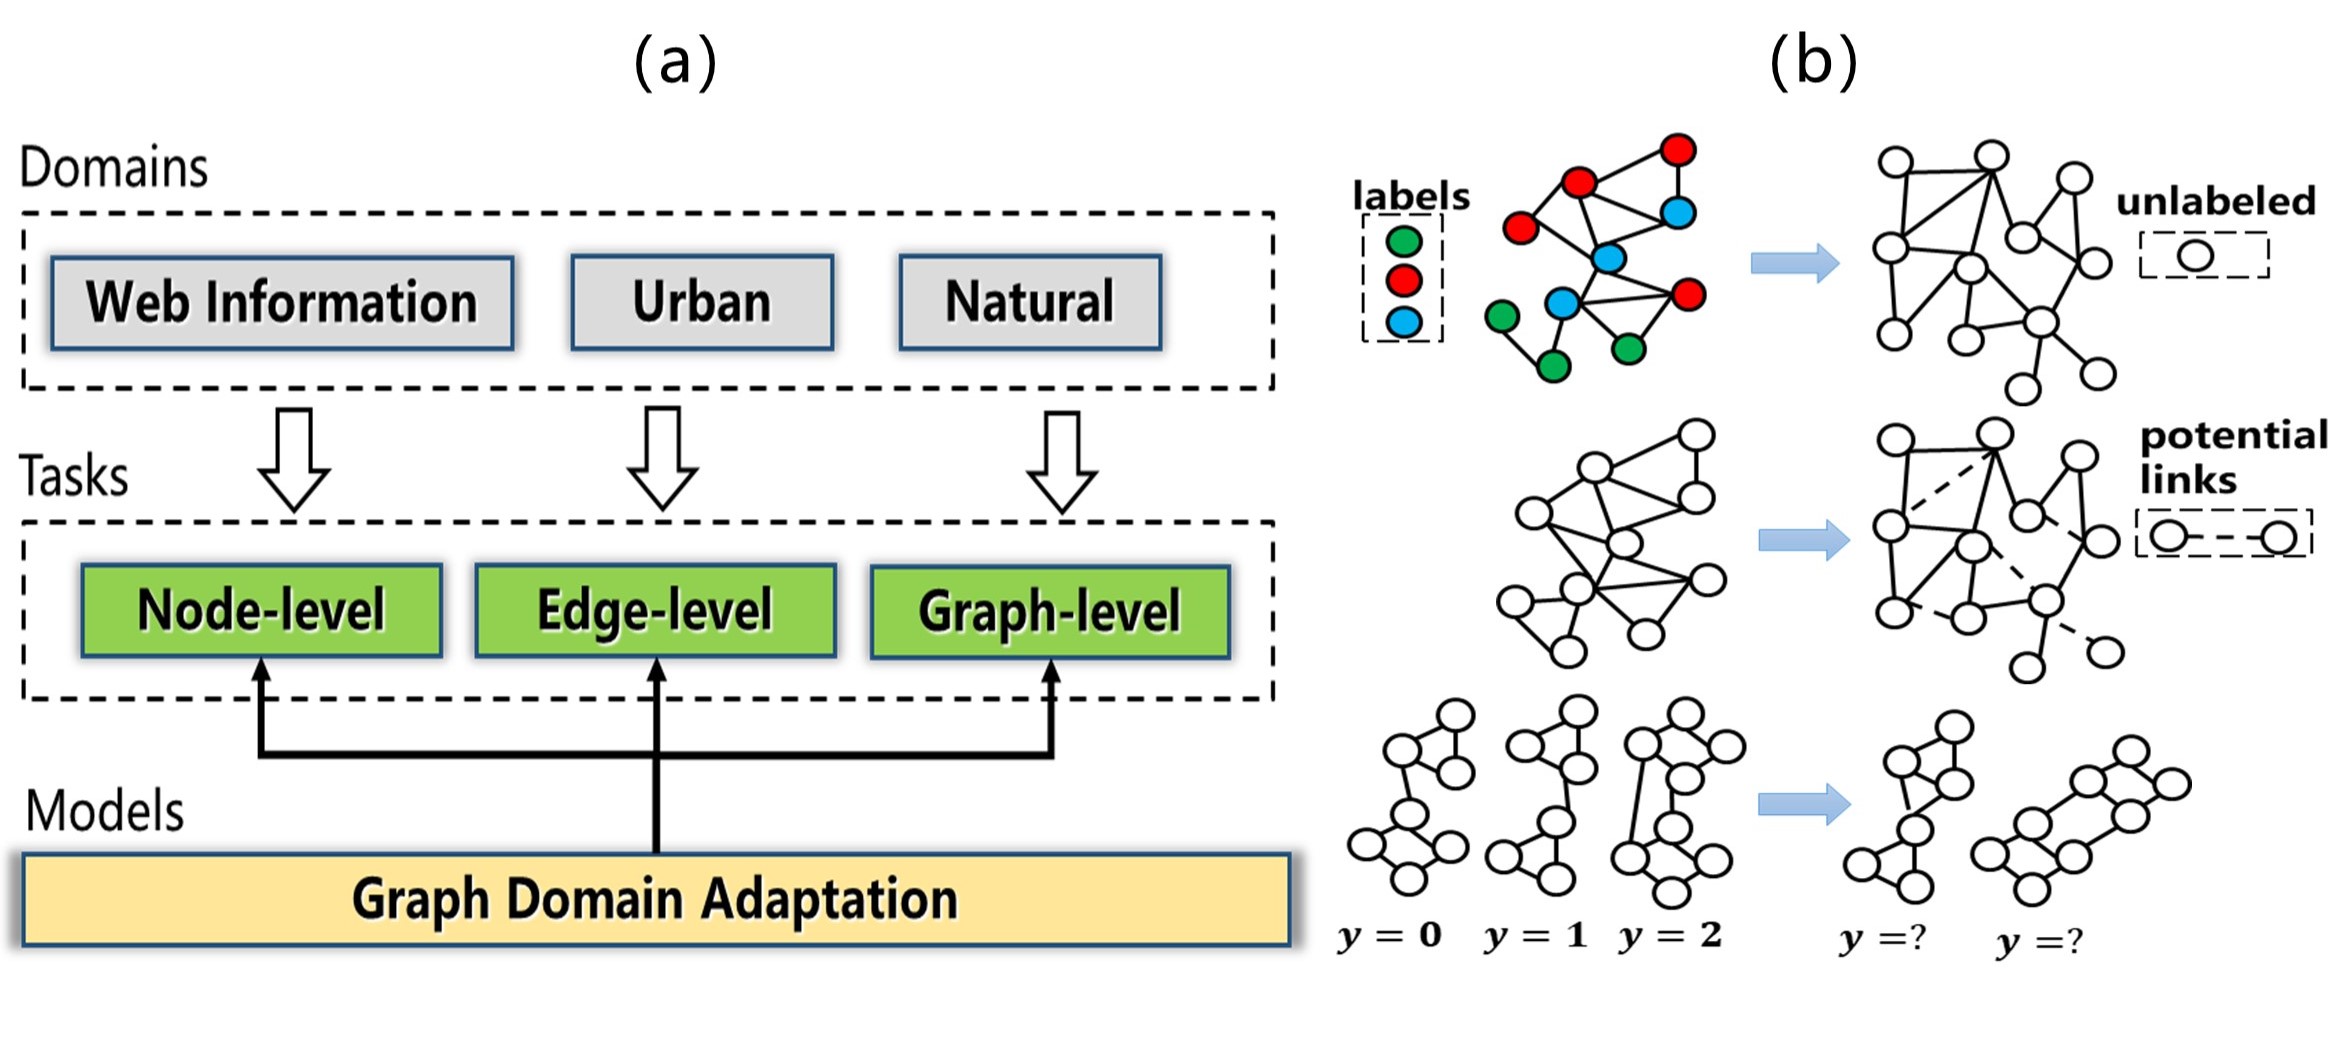 (a)
Domains
Web Information
Urban
Natural
Tasks
Node-level
Edge-level
Graph-level
Models
Graph Domain Adaptation
(b)
labels
unlabeled
potential
links
y = 0
y = 1
y = 2
y =?
y =?